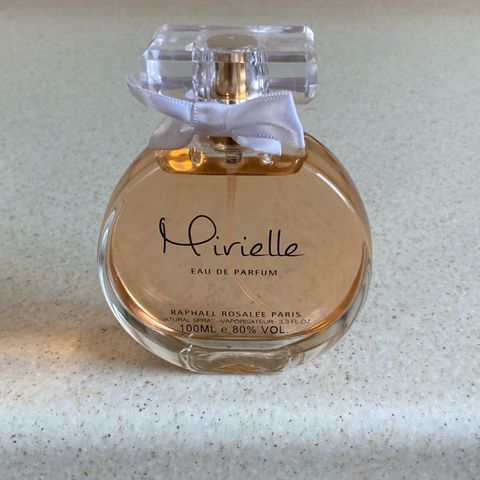 Mirielle
EAU DE PARFUM
RAPHAEL ROSALÉE PARIS
NATURAL SPRAY -VAPORISATEUR- 3.3 FL.OZ
100ML e 80% VOL.